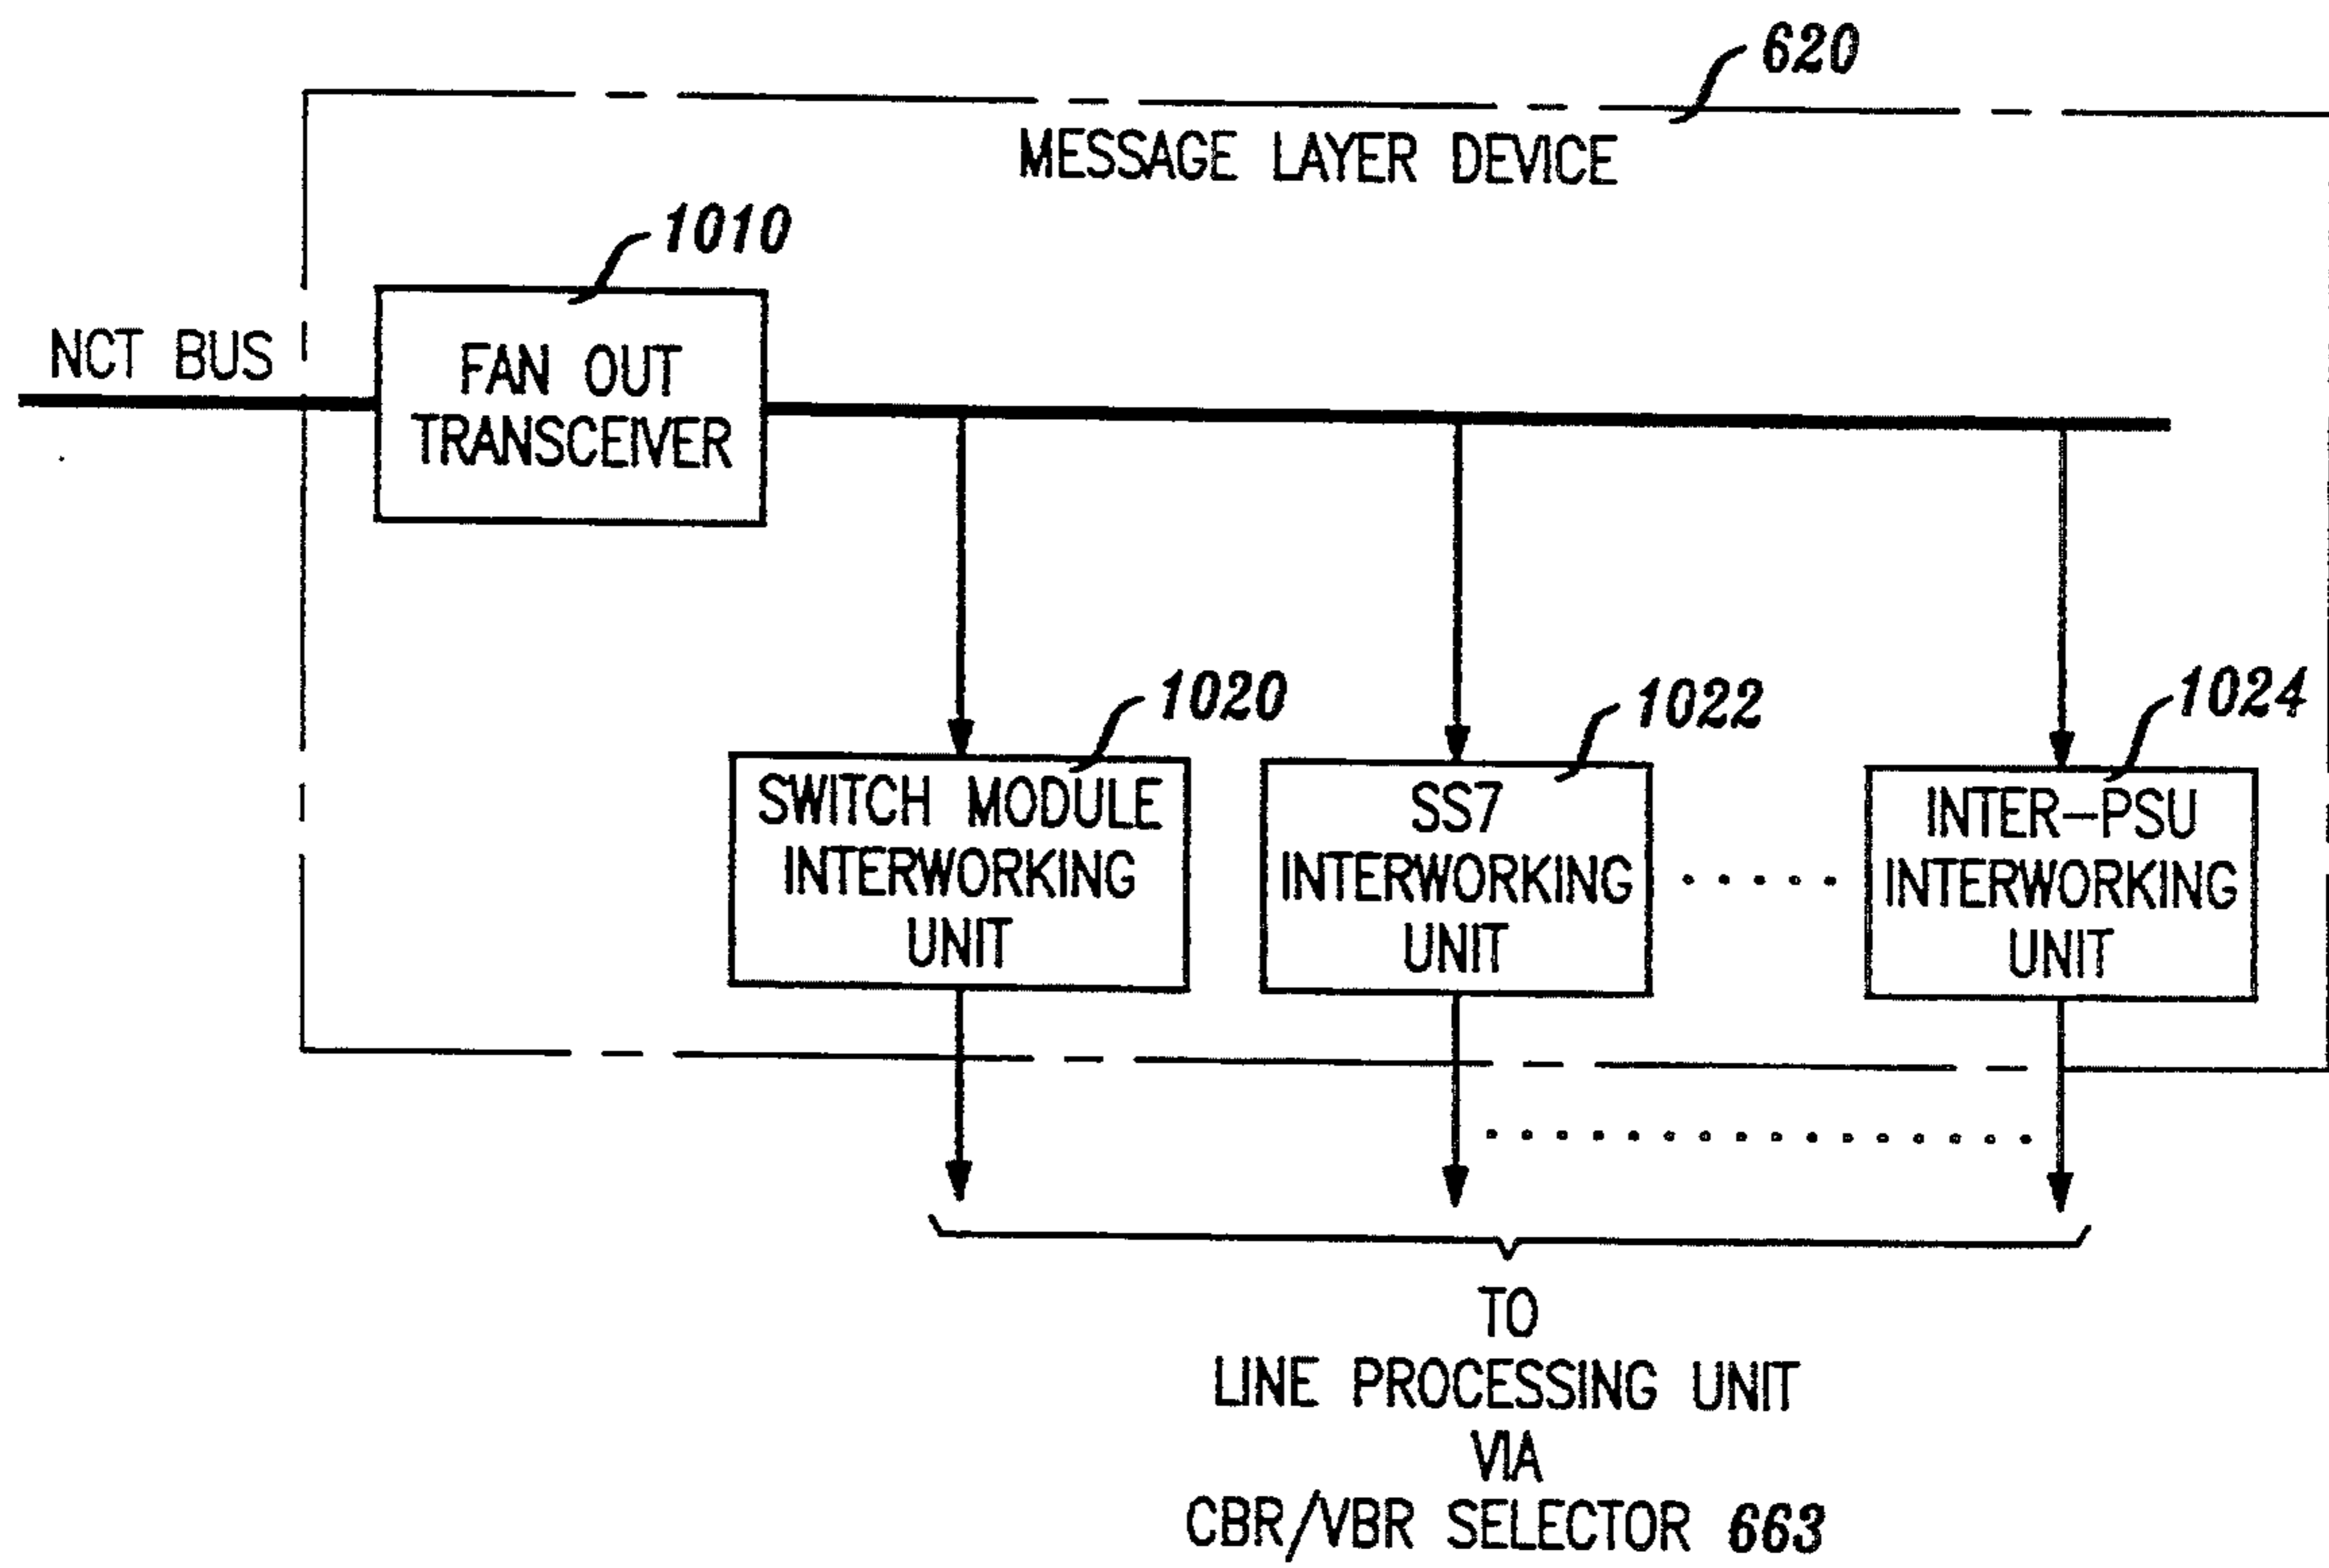 620
MESSAGE LAYER DEVICE
1010
NCT BUS
FAN OUT
TRANSCEIVER
1020
SWITCH MODULE
INTERWORKING
UNIT
1022
SS7
INTERWORKING
UNIT
1024
INTER-PSU
INTERWORKING
UNIT
TO
LINE PROCESSING UNIT
VIA
CBR/VBR SELECTOR 663